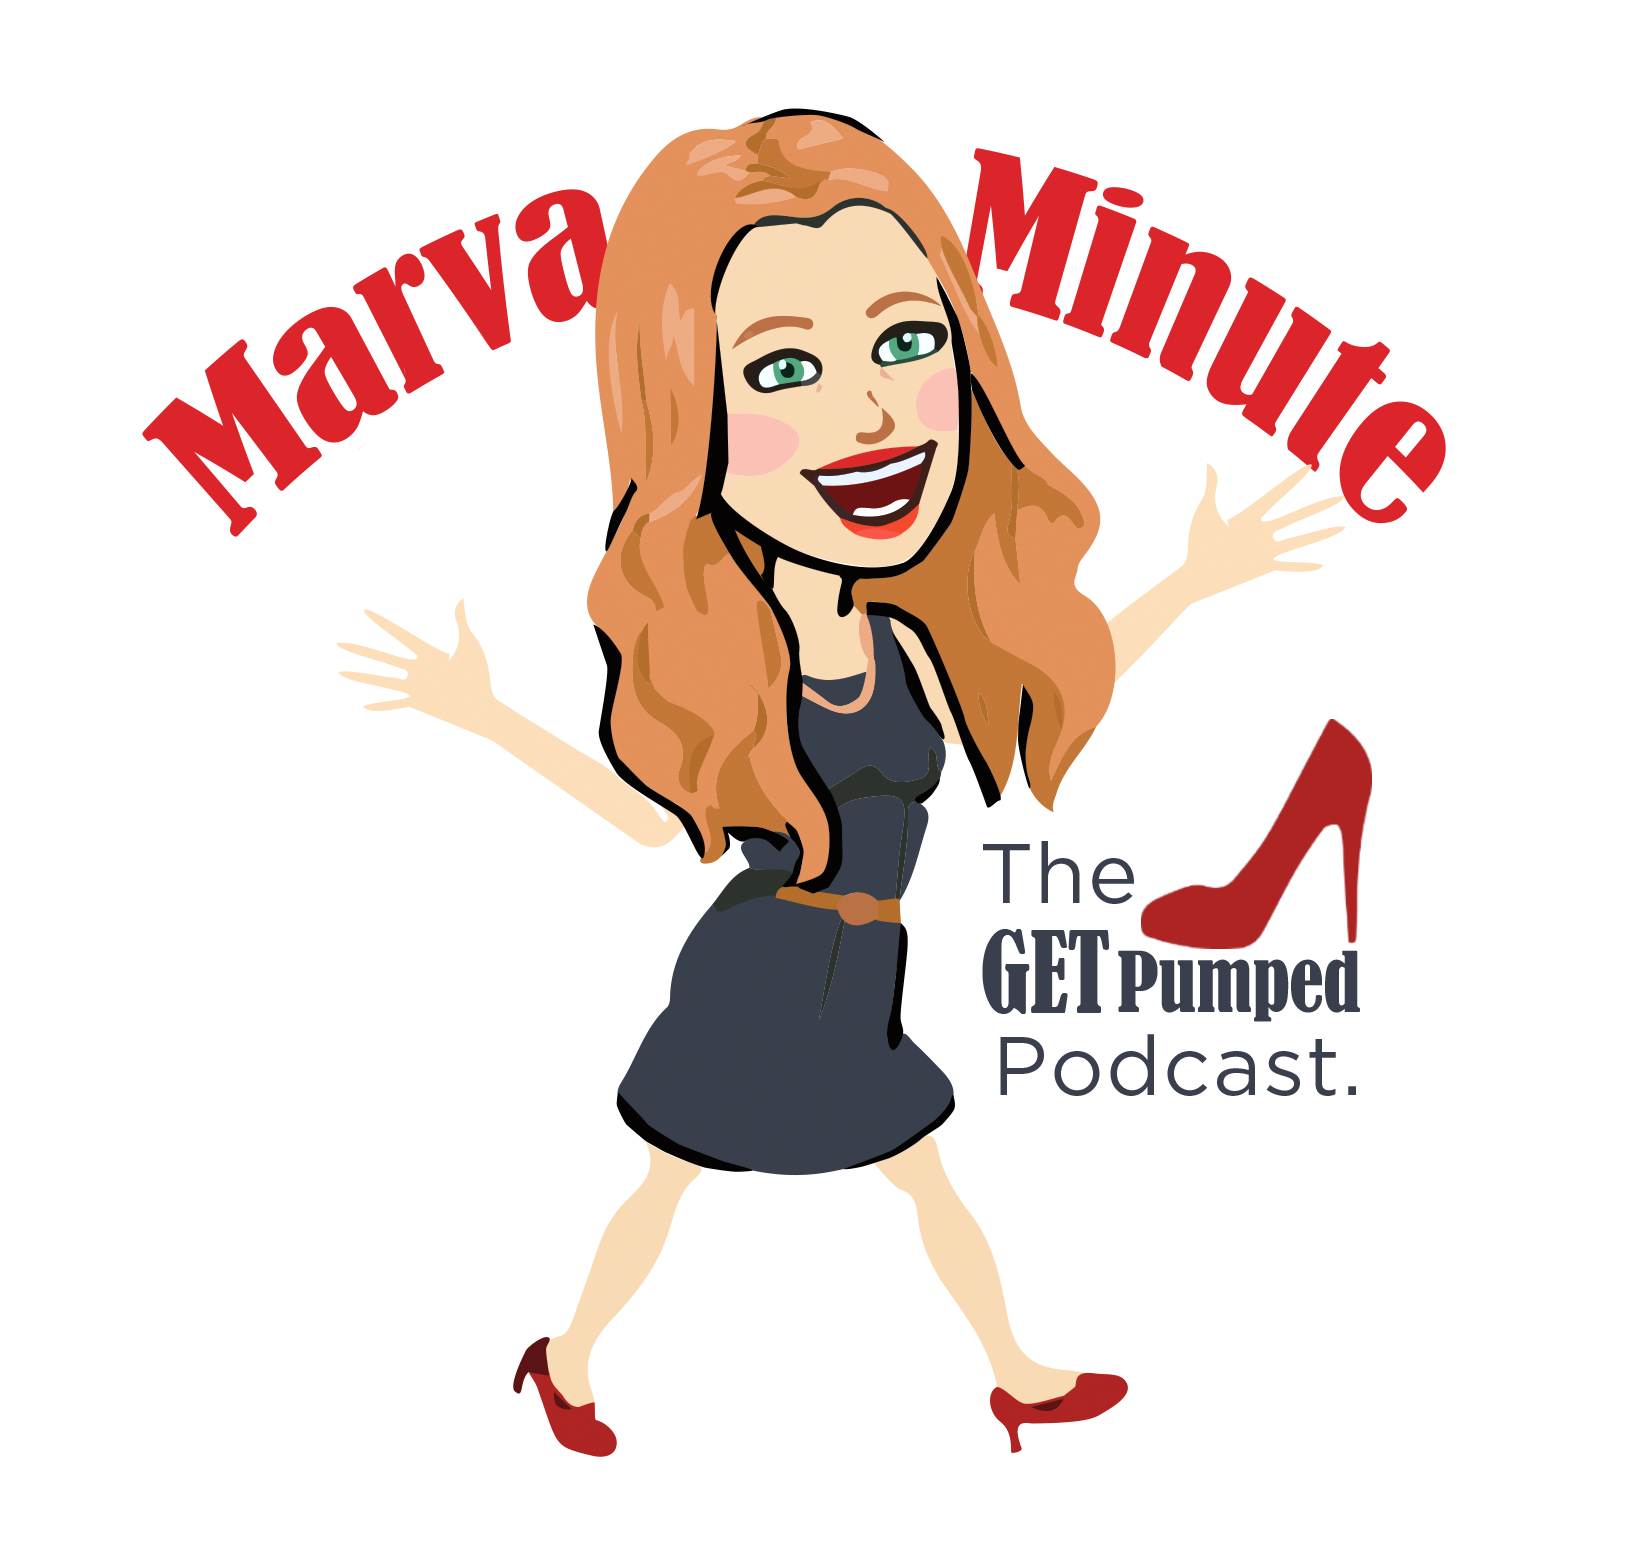 Marva Minute
The
GET Pumped
Podcast.